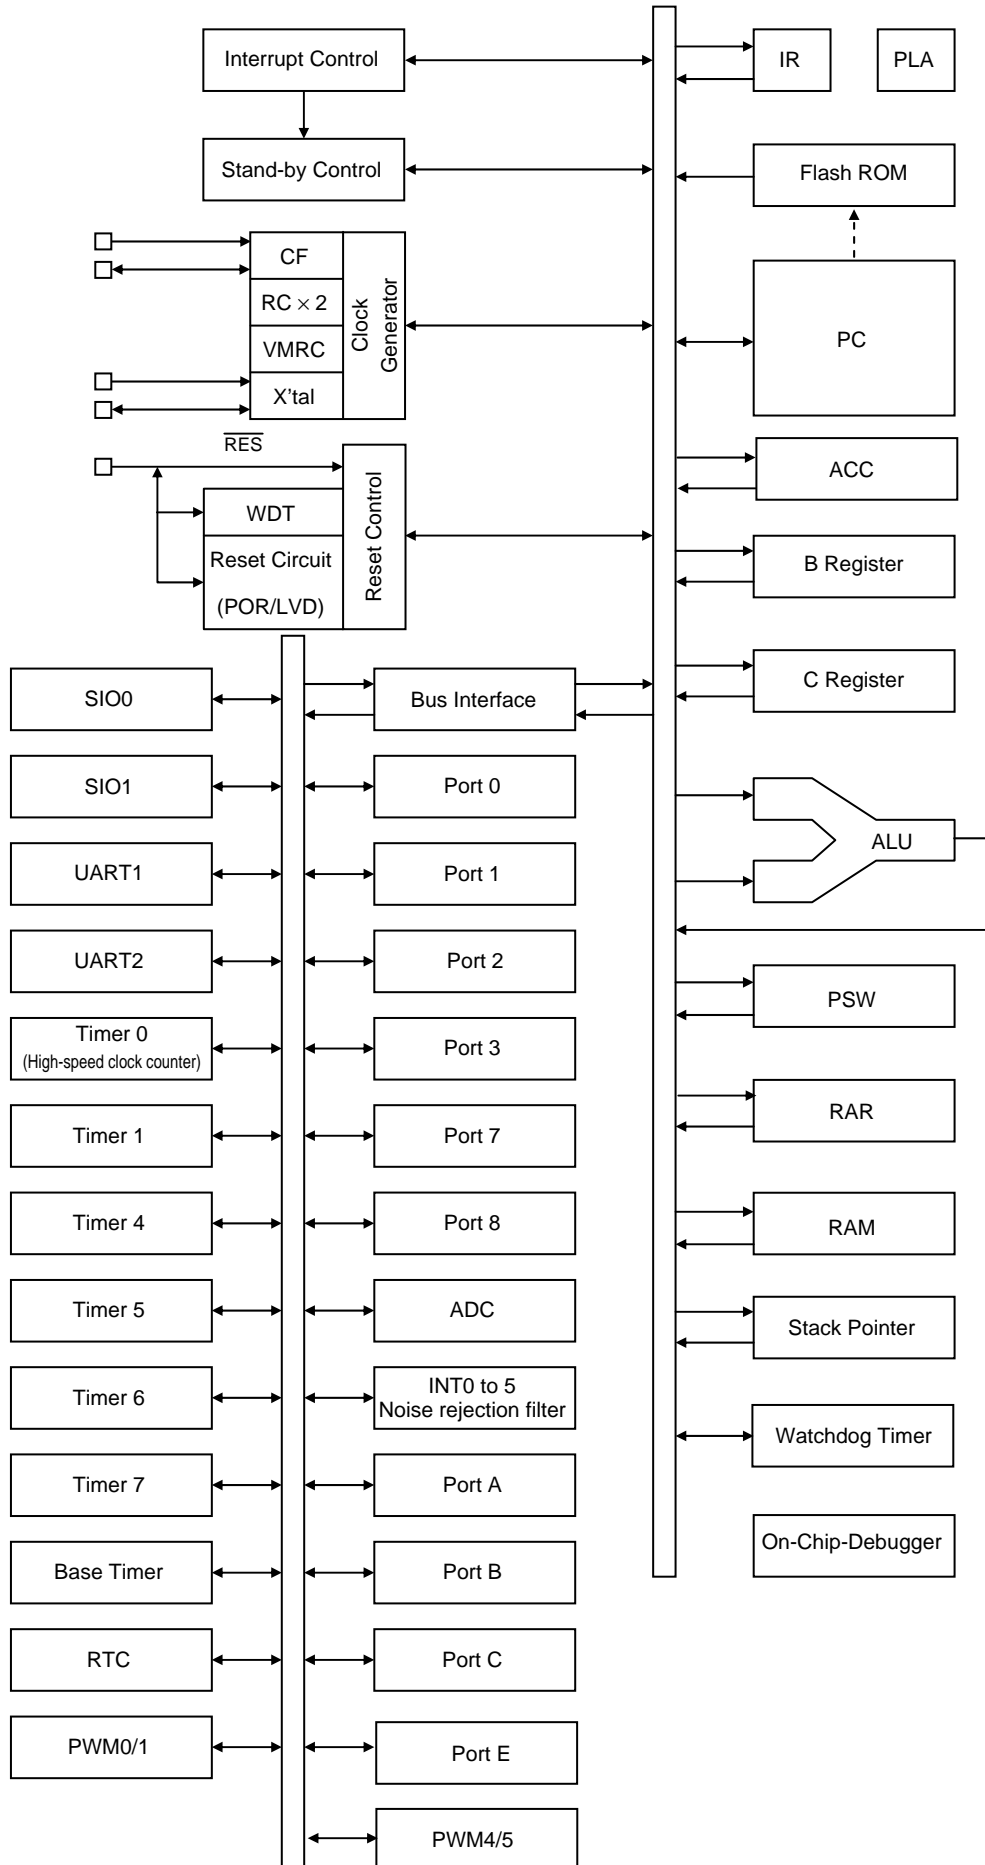 Interrupt Control
IR
PLA
Stand-by Control
Flash ROM
CF
RC × 2
VMRC
X'tal
Clock
Generator
PC
RES
ACC
WDT
Reset Circuit
(POR/LVD)
Reset Control
B Register
SIO0
Bus Interface
C Register
SIO1
Port 0
ALU
UART1
Port 1
UART2
Port 2
PSW
Timer 0
(High-speed clock counter)
Port 3
RAR
Timer 1
Port 7
Timer 4
Port 8
RAM
Timer 5
ADC
Stack Pointer
Timer 6
INT0 to 5
Noise rejection filter
Watchdog Timer
Timer 7
Port A
On-Chip-Debugger
Base Timer
Port B
RTC
Port C
PWM0/1
Port E
PWM4/5